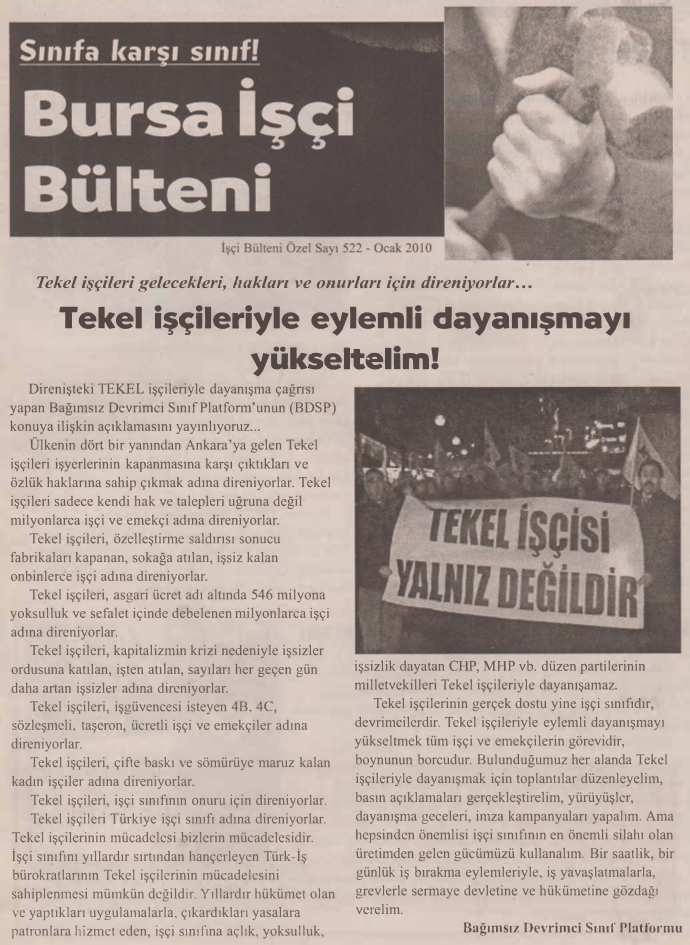 Sınıfa karşı sınıf!
Bursa İşçi
Bülteni
İşçi Bülteni Özel Sayı 522 - Ocak 2010
Tekel işçileri gelecekleri, hakları ve onurları için direniyorlar…
Tekel işçileriyle eylemli dayanışmayı
yükseltelim!
Direnişteki TEKEL işçileriyle dayanışma çağrısı
yapan Bağımsız Devrimci Sınıf Platform'unun (BDSP)
konuya ilişkin açıklamasını yayınlıyoruz...
Ülkenin dört bir yanından Ankara'ya gelen Tekel
işçileri işyerlerinin kapanmasına karşı çıktıkları ve
özlük haklarına sahip çıkmak adına direniyorlar. Tekel
işçileri sadece kendi hak ve talepleri uğruna değil
milyonlarca işçi ve emekçi adına direniyorlar.
Tekel işçileri, özelleştirme saldırısı sonucu
fabrikaları kapanan, sokağa atılan, işsiz kalan
onbinlerce işçi adına direniyorlar.
Tekel işçileri, asgari ücret adı altında 546 milyona
yoksulluk ve sefalet içinde debelenen milyonlarca işçi
adına direniyorlar.
Tekel işçileri, kapitalizmin krizi nedeniyle işsizler
ordusuna katılan, işten atılan, sayıları her geçen gün
daha artan işsizler adına direniyorlar.
Tekel işçileri, işgüvencesi isteyen 4B, 4C,
sözleşmeli, taşeron, ücretli işçi ve emekçiler adına
direniyorlar.
Tekel işçileri, çifte baskı ve sömürüye maruz kalan
kadın işçiler adına direniyorlar.
Tekel işçileri, işçi sınıfının onuru için direniyorlar.
Tekel işçileri Türkiye işçi sınıfı adına direniyorlar.
Tekel işçilerinin mücadelesi bizlerin mücadelesidir.
İşçi sınıfını yıllardır sırtından hançerleyen Türk-İş
bürokratlarının Tekel işçilerinin mücadelesini
sahiplenmesi mümkün değildir. Yıllardır hükümet olan
ve yaptıkları uygulamalarla, çıkardıkları yasalara
patronlara hizmet eden, işçi sınıfına açlık, yoksulluk,
TEKEL İŞÇİSİ
YALNIZ DEĞİLDİR
işsizlik dayatan CHP, MHP vb. düzen partilerinin
milletvekilleri Tekel işçileriyle dayanışamaz.
Tekel işçilerinin gerçek dostu yine işçi sınıfıdır,
devrimcilerdir. Tekel işçileriyle eylemli dayanışmayı
yükseltmek tüm işçi ve emekçilerin görevidir,
boynunun borcudur. Bulunduğumuz her alanda Tekel
işçileriyle dayanışmak için toplantılar düzenleyelim,
basın açıklamaları gerçekleştirelim, yürüyüşler,
dayanışma geceleri, imza kampanyaları yapalım. Ama
hepsinden önemlisi işçi sınıfının en önemli silahı olan
üretimden gelen gücümüzü kullanalım. Bir saatlik, bir
günlük iş bırakma eylemleriyle, iş yavaşlatmalarla,
grevlerle sermaye devletine ve hükümetine gözdağı
verelim.
Bağımsız Devrimci Sınıf Platformu